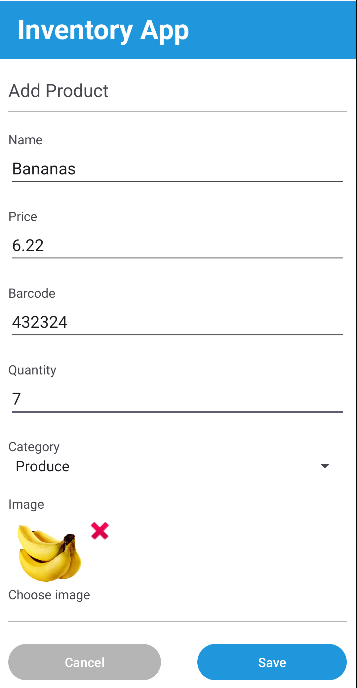 Inventory App
Add Product
Name
Bananas
Price
6.22
Barcode
432324
Quantity
7
Category
Produce
Image
Choose image
Cancel
Save